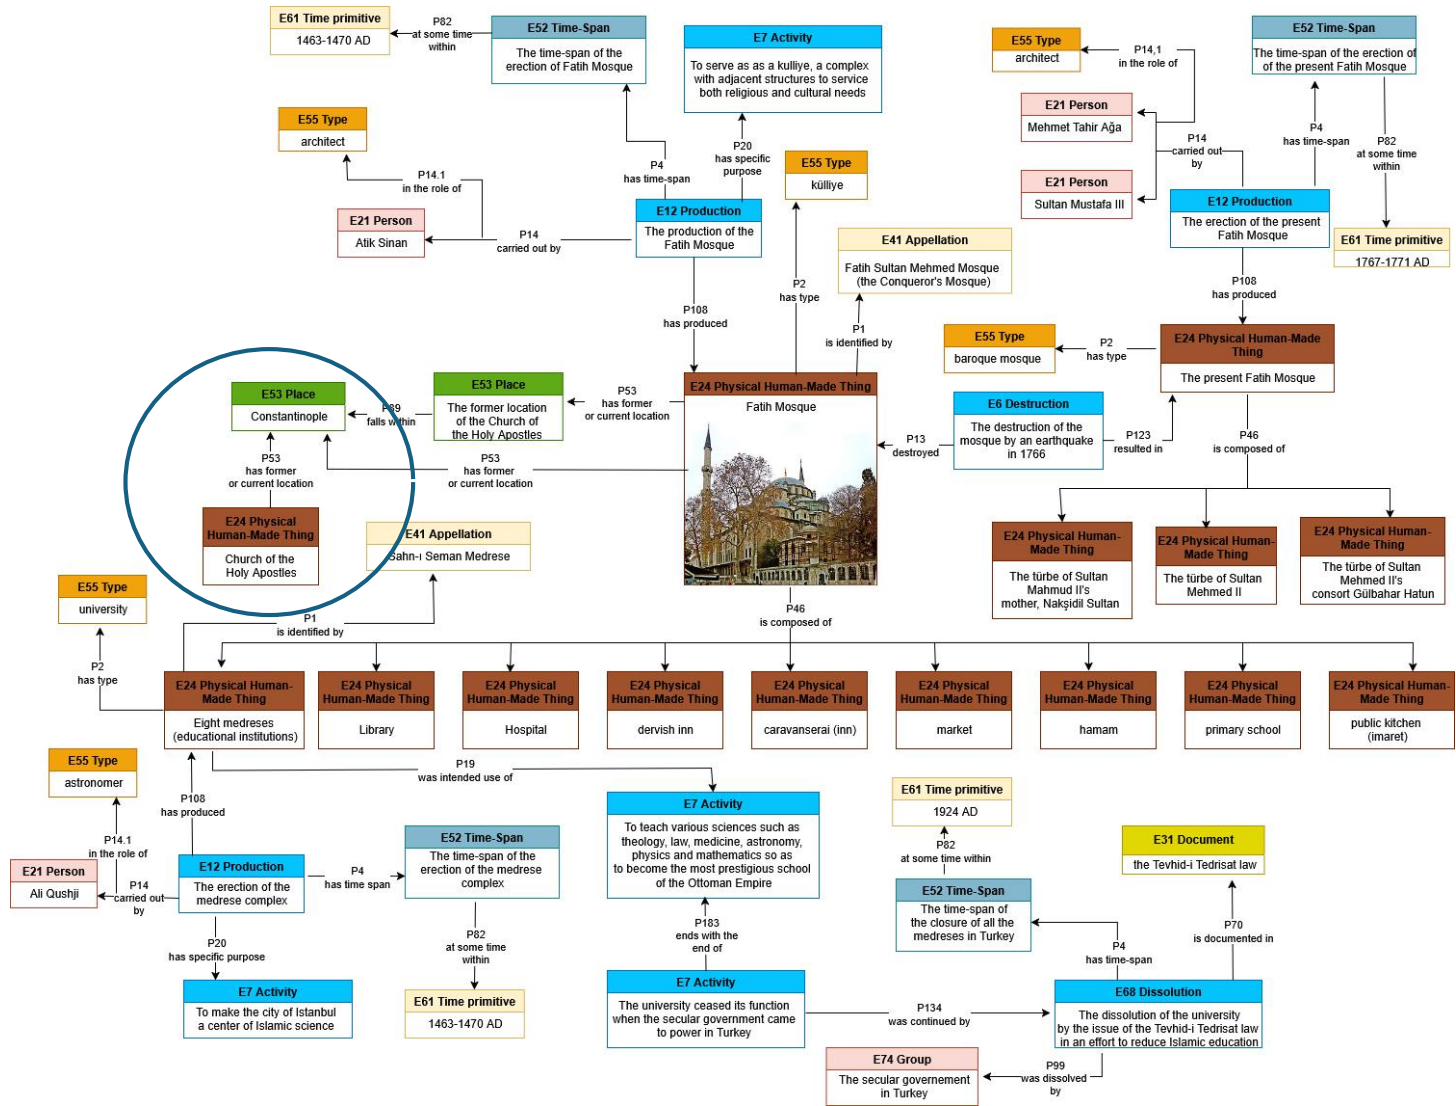 E61 Time primitive
1463-1470 AD
P82
at some time
within
E52 Time-Span
The time-span of the
erection of Fatih Mosque
E7 Activity
To serve as as a kulliye, a complex
with adjacent structures to service
both religious and cultural needs
E55 Type
architect
P14,1
in the role of
E52 Time-Span
The time-span of the erection of
of the present Fatih Mosque
E21 Person
Mehmet Tahir Ağa
P14
carried out
by
P4
has time-span
P82
at some time
within
E21 Person
Sultan Mustafa III
E12 Production
The erection of the present
Fatih Mosque
E61 Time primitive
1767-1771 AD
E55 Type
architect
P14.1
in the role of
P4
has time-span
P20
has specific
purpose
E55 Type
külliye
E21 Person
Atik Sinan
P14
carried out by
E12 Production
The production of the
Fatih Mosque
E41 Appellation
Fatih Sultan Mehmed Mosque
(the Conqueror's Mosque)
P2
has type
P108
has produced
P1
is identified by
P108
has produced
E55 Type
baroque mosque
P2
has type
E24 Physical Human-Made
Thing
The present Fatih Mosque
E53 Place
Constantinople
P89
falls within
E53 Place
The former location
of the Church of
the Holy Apostles
P53
has former
or current location
E24 Physical Human-Made Thing
Fatih Mosque
E6 Destruction
The destruction of the
mosque by an earthquake
in 1766
P13
destroyed
P123
resulted in
P46
is composed of
P53
has former
or current location
P53
has former
or current location
E24 Physical
Human-Made Thing
Church of the
Holy Apostles
E41 Appellation
Sahn-ı Seman Medrese
E24 Physical Human-
Made Thing
The türbe of Sultan
Mahmud II's
mother, Nakşidil Sultan
E24 Physical
Human-Made Thing
The türbe of Sultan
Mehmed II
E24 Physical Human-
Made Thing
The türbe of Sultan
Mehmed II's
consort Gülbahar Hatun
E55 Type
university
P1
is identified by
P46
is composed of
P2
has type
E24 Physical Human-
Made Thing
Eight medreses
(educational institutions)
E24 Physical
Human-Made Thing
Library
E24 Physical
Human-Made Thing
Hospital
E24 Physical
Human-Made Thing
dervish inn
E24 Physical
Human-Made Thing
caravanserai (inn)
E24 Physical
Human-Made Thing
market
E24 Physical
Human-Made Thing
hamam
E24 Physical
Human-Made Thing
primary school
E24 Physical Human-
Made Thing
public kitchen
(imaret)
E55 Type
astronomer
P108
has produced
P19
was intended use of
P14.1
in the role of
E21 Person
Ali Qushji
P14
carried out
by
E12 Production
The erection of the
medrese complex
P4
has time span
E52 Time-Span
The time-span of the
erection of the medrese
complex
E7 Activity
To teach various sciences such as
theology, law, medicine, astronomy,
physics and mathematics so as
to become the most prestigious school
of the Ottoman Empire
E61 Time primitive
1924 AD
P82
at some time within
E31 Document
the Tevhid-i Tedrisat law
E52 Time-Span
The time-span of
the closure of all the
medreses in Turkey
P20
has specific purpose
P82
at some time
within
P183
ends with the
end of
P4
has time-span
P70
is documented in
E7 Activity
To make the city of Istanbul
a center of Islamic science
E61 Time primitive
1463-1470 AD
E7 Activity
The university ceased its function
when the secular government came
to power in Turkey
P134
was continued by
E68 Dissolution
The dissolution of the university
by the issue of the Tevhid-i Tedrisat law
in an effort to reduce Islamic education
E74 Group
The secular governement
in Turkey
P99
was dissolved
by